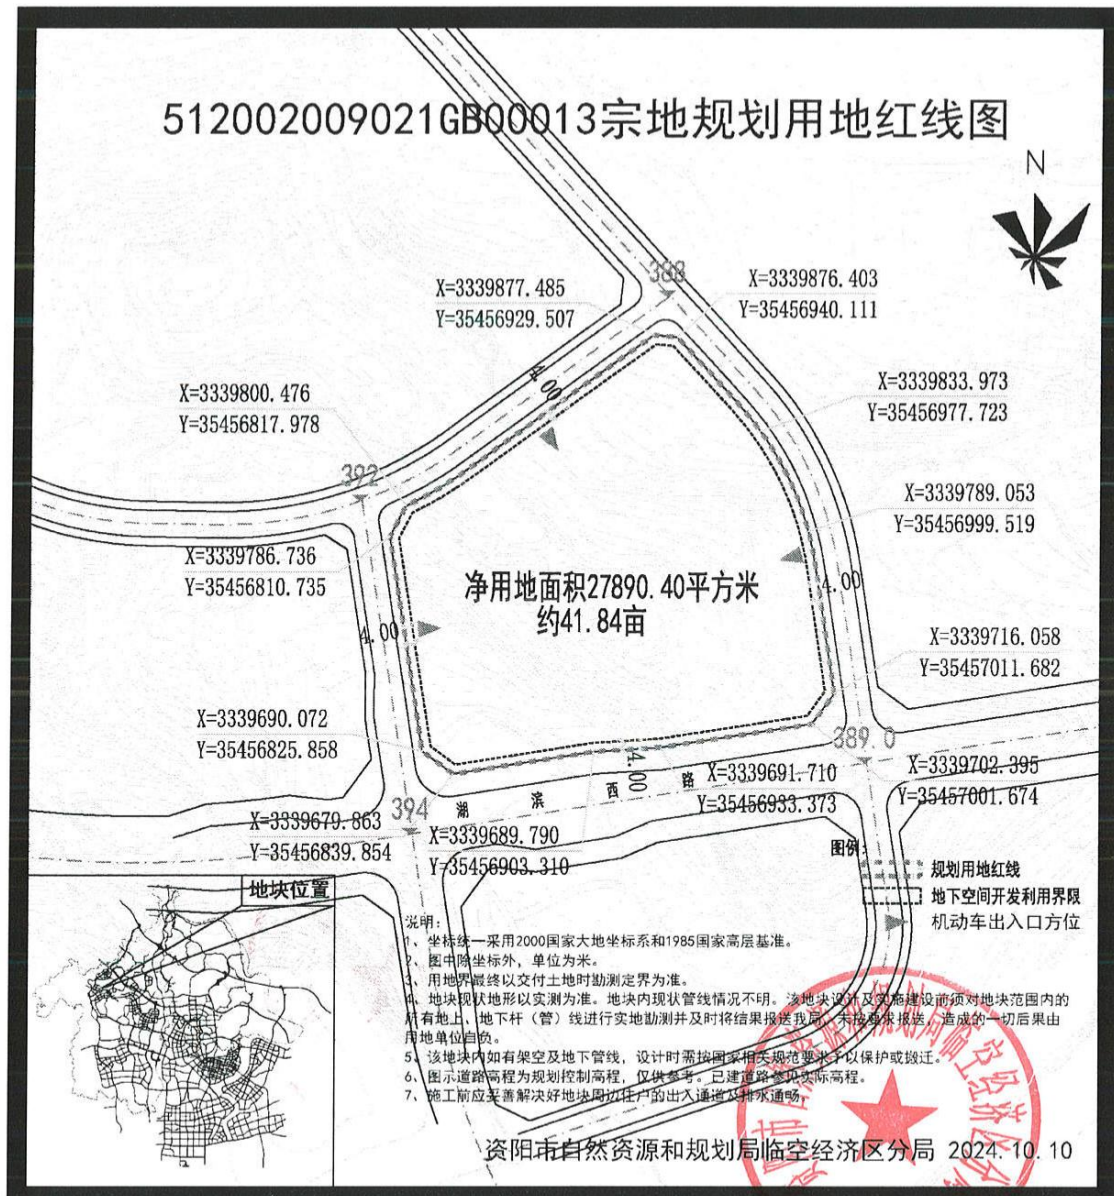 512002009021GB00013宗地规划用地红线图
N
388
X=3339877.485
Y=35456929.507
X=3339876.403
Y=35456940.111
X=3339800.476
Y=35456817.978
4.00
X=3339833.973
Y=35456977.723
392
X=3339789.053
Y=35456999.519
X=3339786.736
Y=35456810.735
净用地面积27890.40平方米
约41.84亩
4.00
4.00
X=3339716.058
Y=35457011.682
X=3339690.072
Y=35456825.858
389.0
4.00
X=3339691.710
Y=35456933.373
X=3339702.395
Y=35457001.674
湖滨西路
394
X=3339679.863
Y=35456839.854
X=3339689.790
Y=35456903.310
图例:
规划用地红线
地下空间开发利用界限
机动车出入口方位
地块位置
说明:
1、坐标统一采用2000国家大地坐标系和1985国家高层基准。
2、图中除坐标外,单位为米。
3、用地界最终以交付土地时勘测定界为准。
4、地块现状地形以实测为准。地块内现状管线情况不明。该地块设计及实施建设前须对地块范围内的
所有地上、地下杆(管)线进行实地勘测并及时将结果报送我局,未按要求报送,造成的一切后果由
用地单位自负。
5、该地块内如有架空及地下管线,设计时需按国家相关规范要求予以保护或搬迁。
6、图示道路高程为规划控制高程,仅供参考。已建道路参见实际高程。
7、施工前应妥善解决好地块周边住户的出入通道及排水通畅。
资阳市自然资源和规划局临空经济区分局 2024.10.10